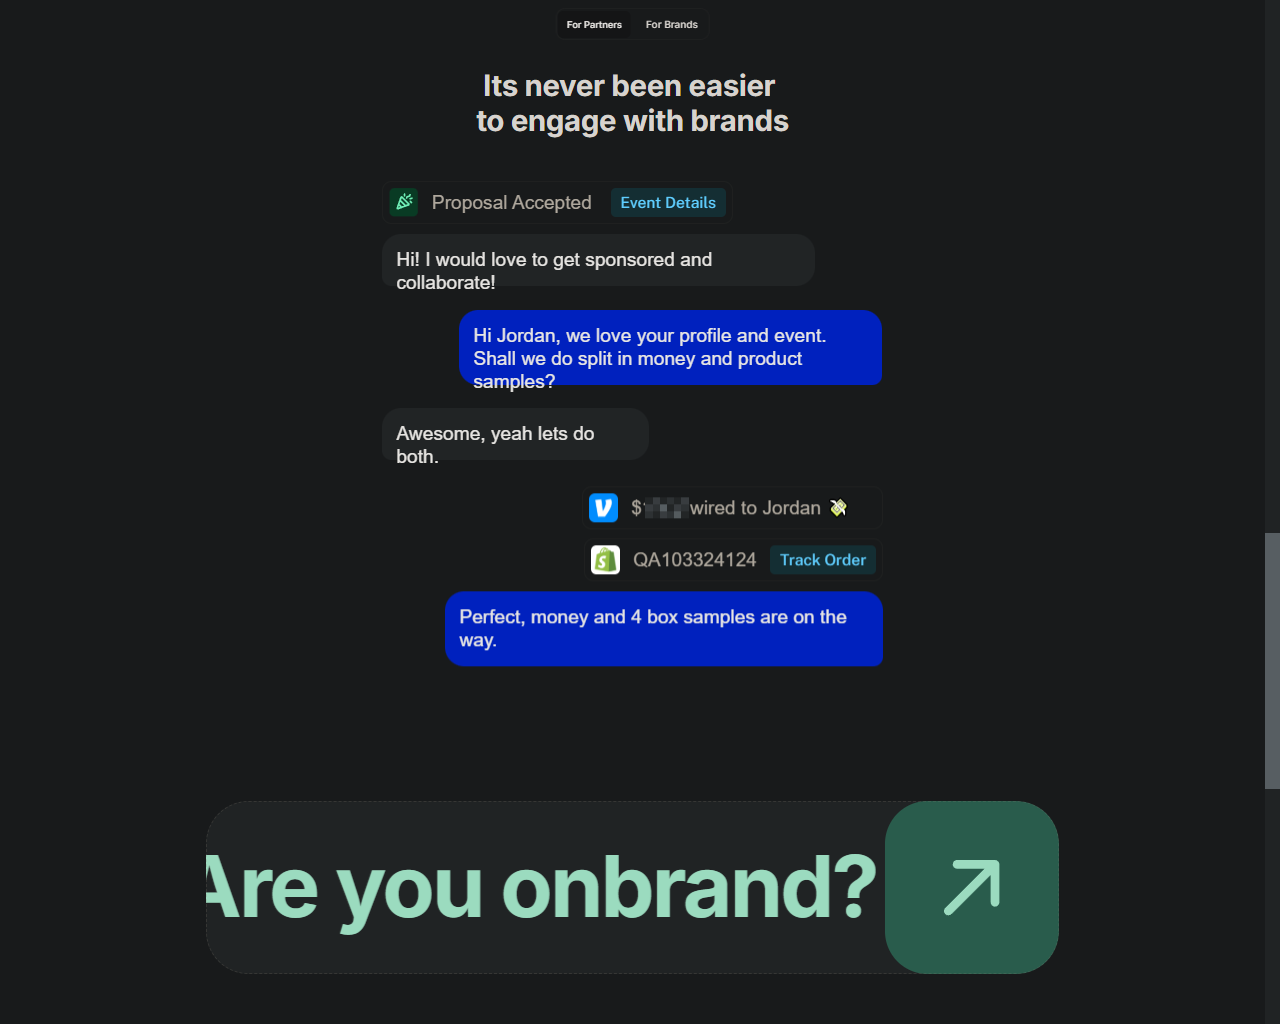 For Partners
For Brands
Its never been easier
to engage with brands
Proposal Accepted
Event Details
Hi! I would love to get sponsored and
collaborate!
Hi Jordan, we love your profile and event.
Shall we do split in money and product
samples?
Awesome, yeah lets do
both.
$ wired to Jordan 💸
QA103324124
Track Order
Perfect, money and 4 box samples are on the
way.
Are you onbrand?